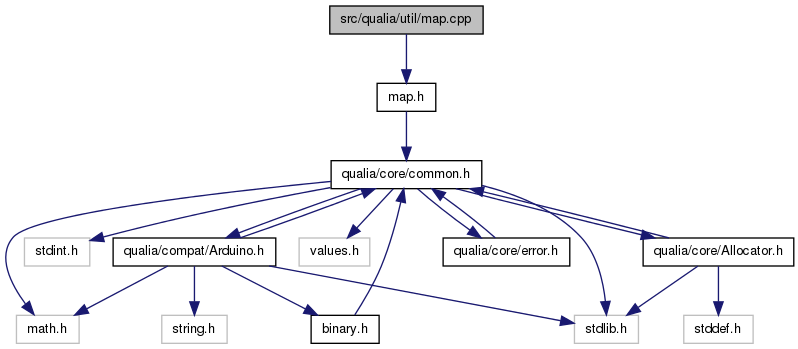 src/qualia/util/map.cpp
map.h
qualia/core/common.h
stdint.h
qualia/compat/Arduino.h
values.h
qualia/core/error.h
qualia/core/Allocator.h
math.h
string.h
binary.h
stdlib.h
stddef.h